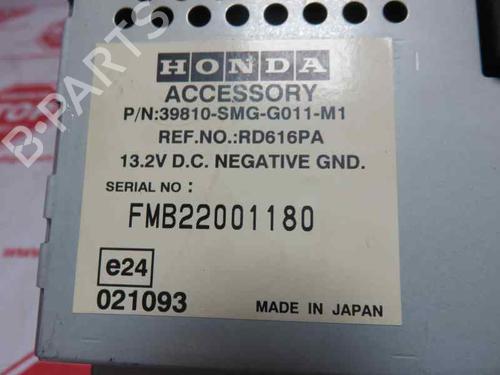 HONDA
ACCESSORY
P/N:39810-SMG-G011-M1
REF.NO.:RD616PA
13.2V D.C. NEGATIVE GND.
SERIAL NO :
FMB22001180
e24
021093
MADE IN JAPAN